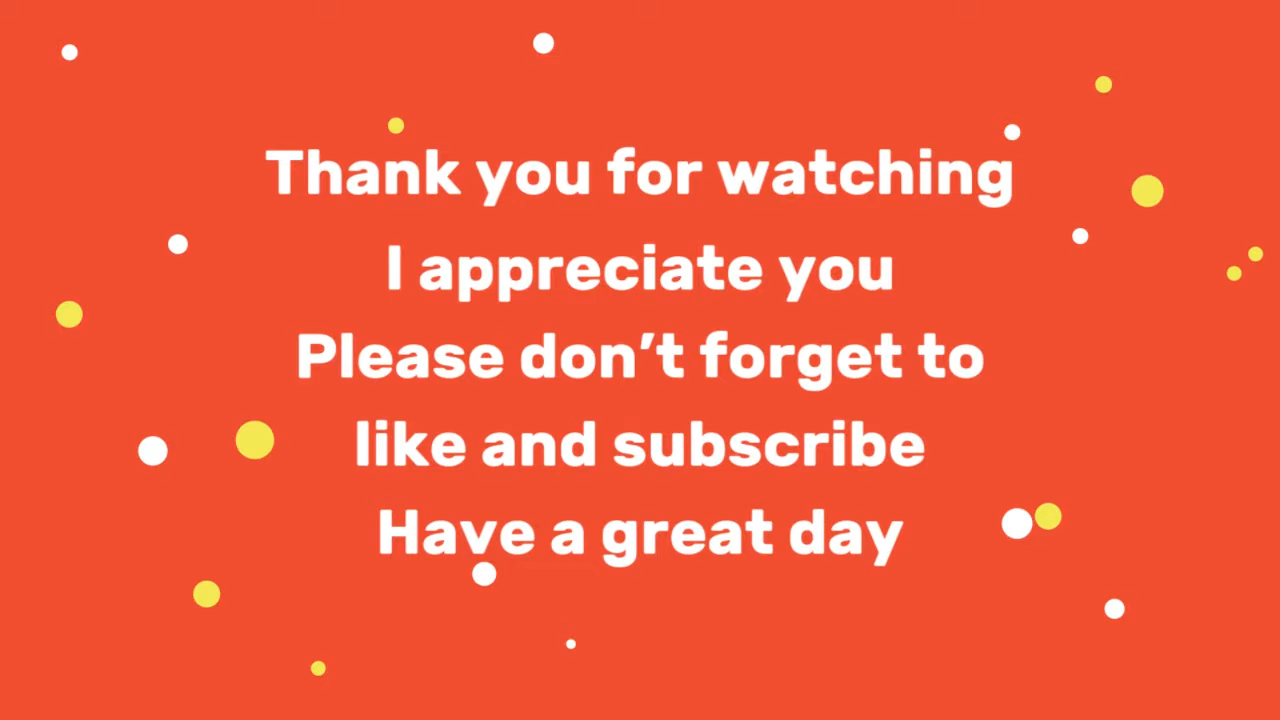 Thank you for watching
I appreciate you
Please don’t forget to
like and subscribe
Have a great day